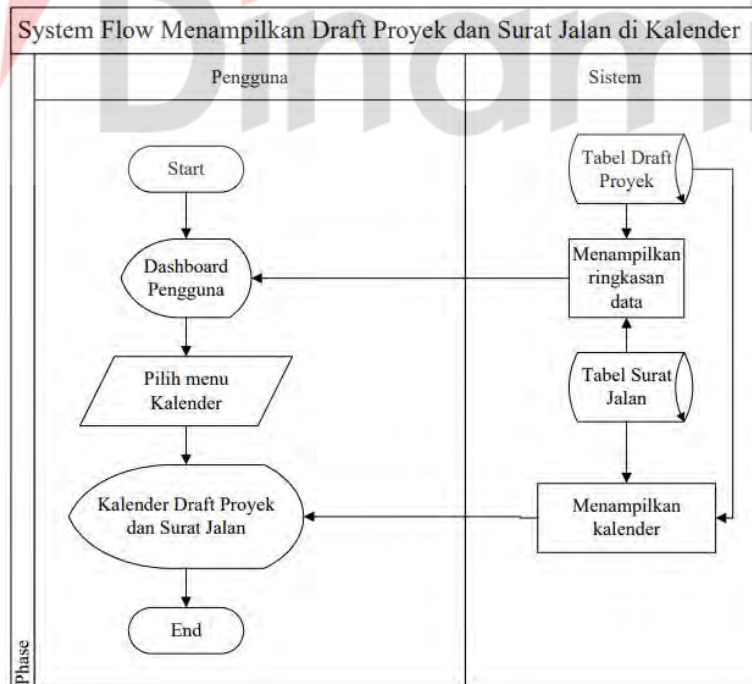 Dinam
System Flow Menampilkan Draft Proyek dan Surat Jalan di Kalender
Pengguna
Sistem
Start
Tabel Draft
Proyek
Dashboard
Pengguna
Menampilkan
ringkasan
data
Pilih menu
Kalender
Tabel Surat
Jalan
Kalender Draft Proyek
dan Surat Jalan
Menampilkan
kalender
End
Phase